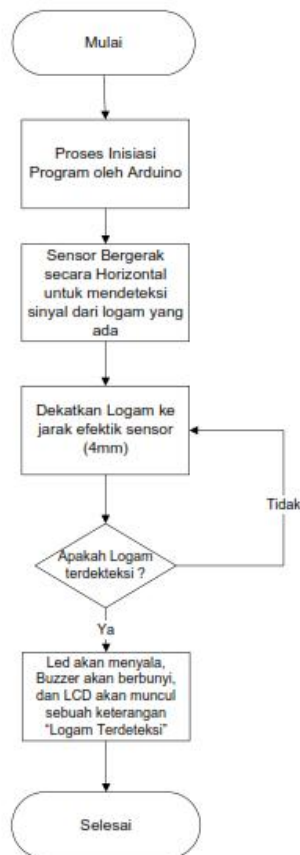 Mulai
Proses Inisiasi
Program oleh Arduino
Sensor Bergerak
secara Horizontal
untuk mendeteksi
sinyal dari logam yang
ada
Dekatkan Logam ke
jarak efektik sensor
(4mm)
Tidak
Apakah Logam
terdekteksi ?
Ya
Led akan menyala,
Buzzer akan berbunyi,
dan LCD akan muncul
sebuah keterangan
“Logam Terdeteksi”
Selesai